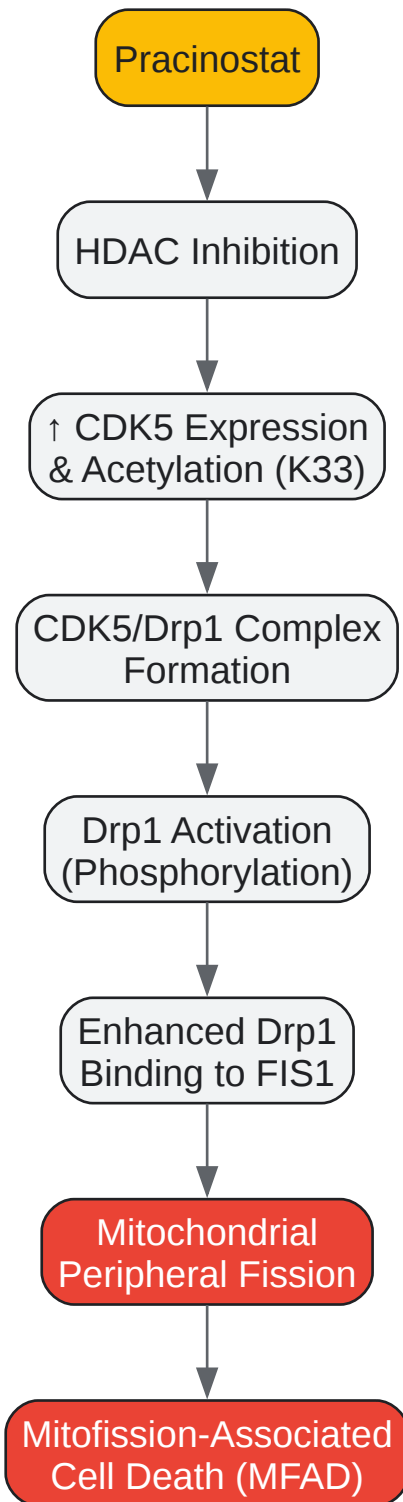 Pracinostat
HDAC Inhibition
↑ CDK5 Expression
& Acetylation (K33)
CDK5/Drp1 Complex
Formation
Drp1 Activation
(Phosphorylation)
Enhanced Drp1
Binding to FIS1
Mitochondrial
Peripheral Fission
Mitofission-Associated
Cell Death (MFAD)